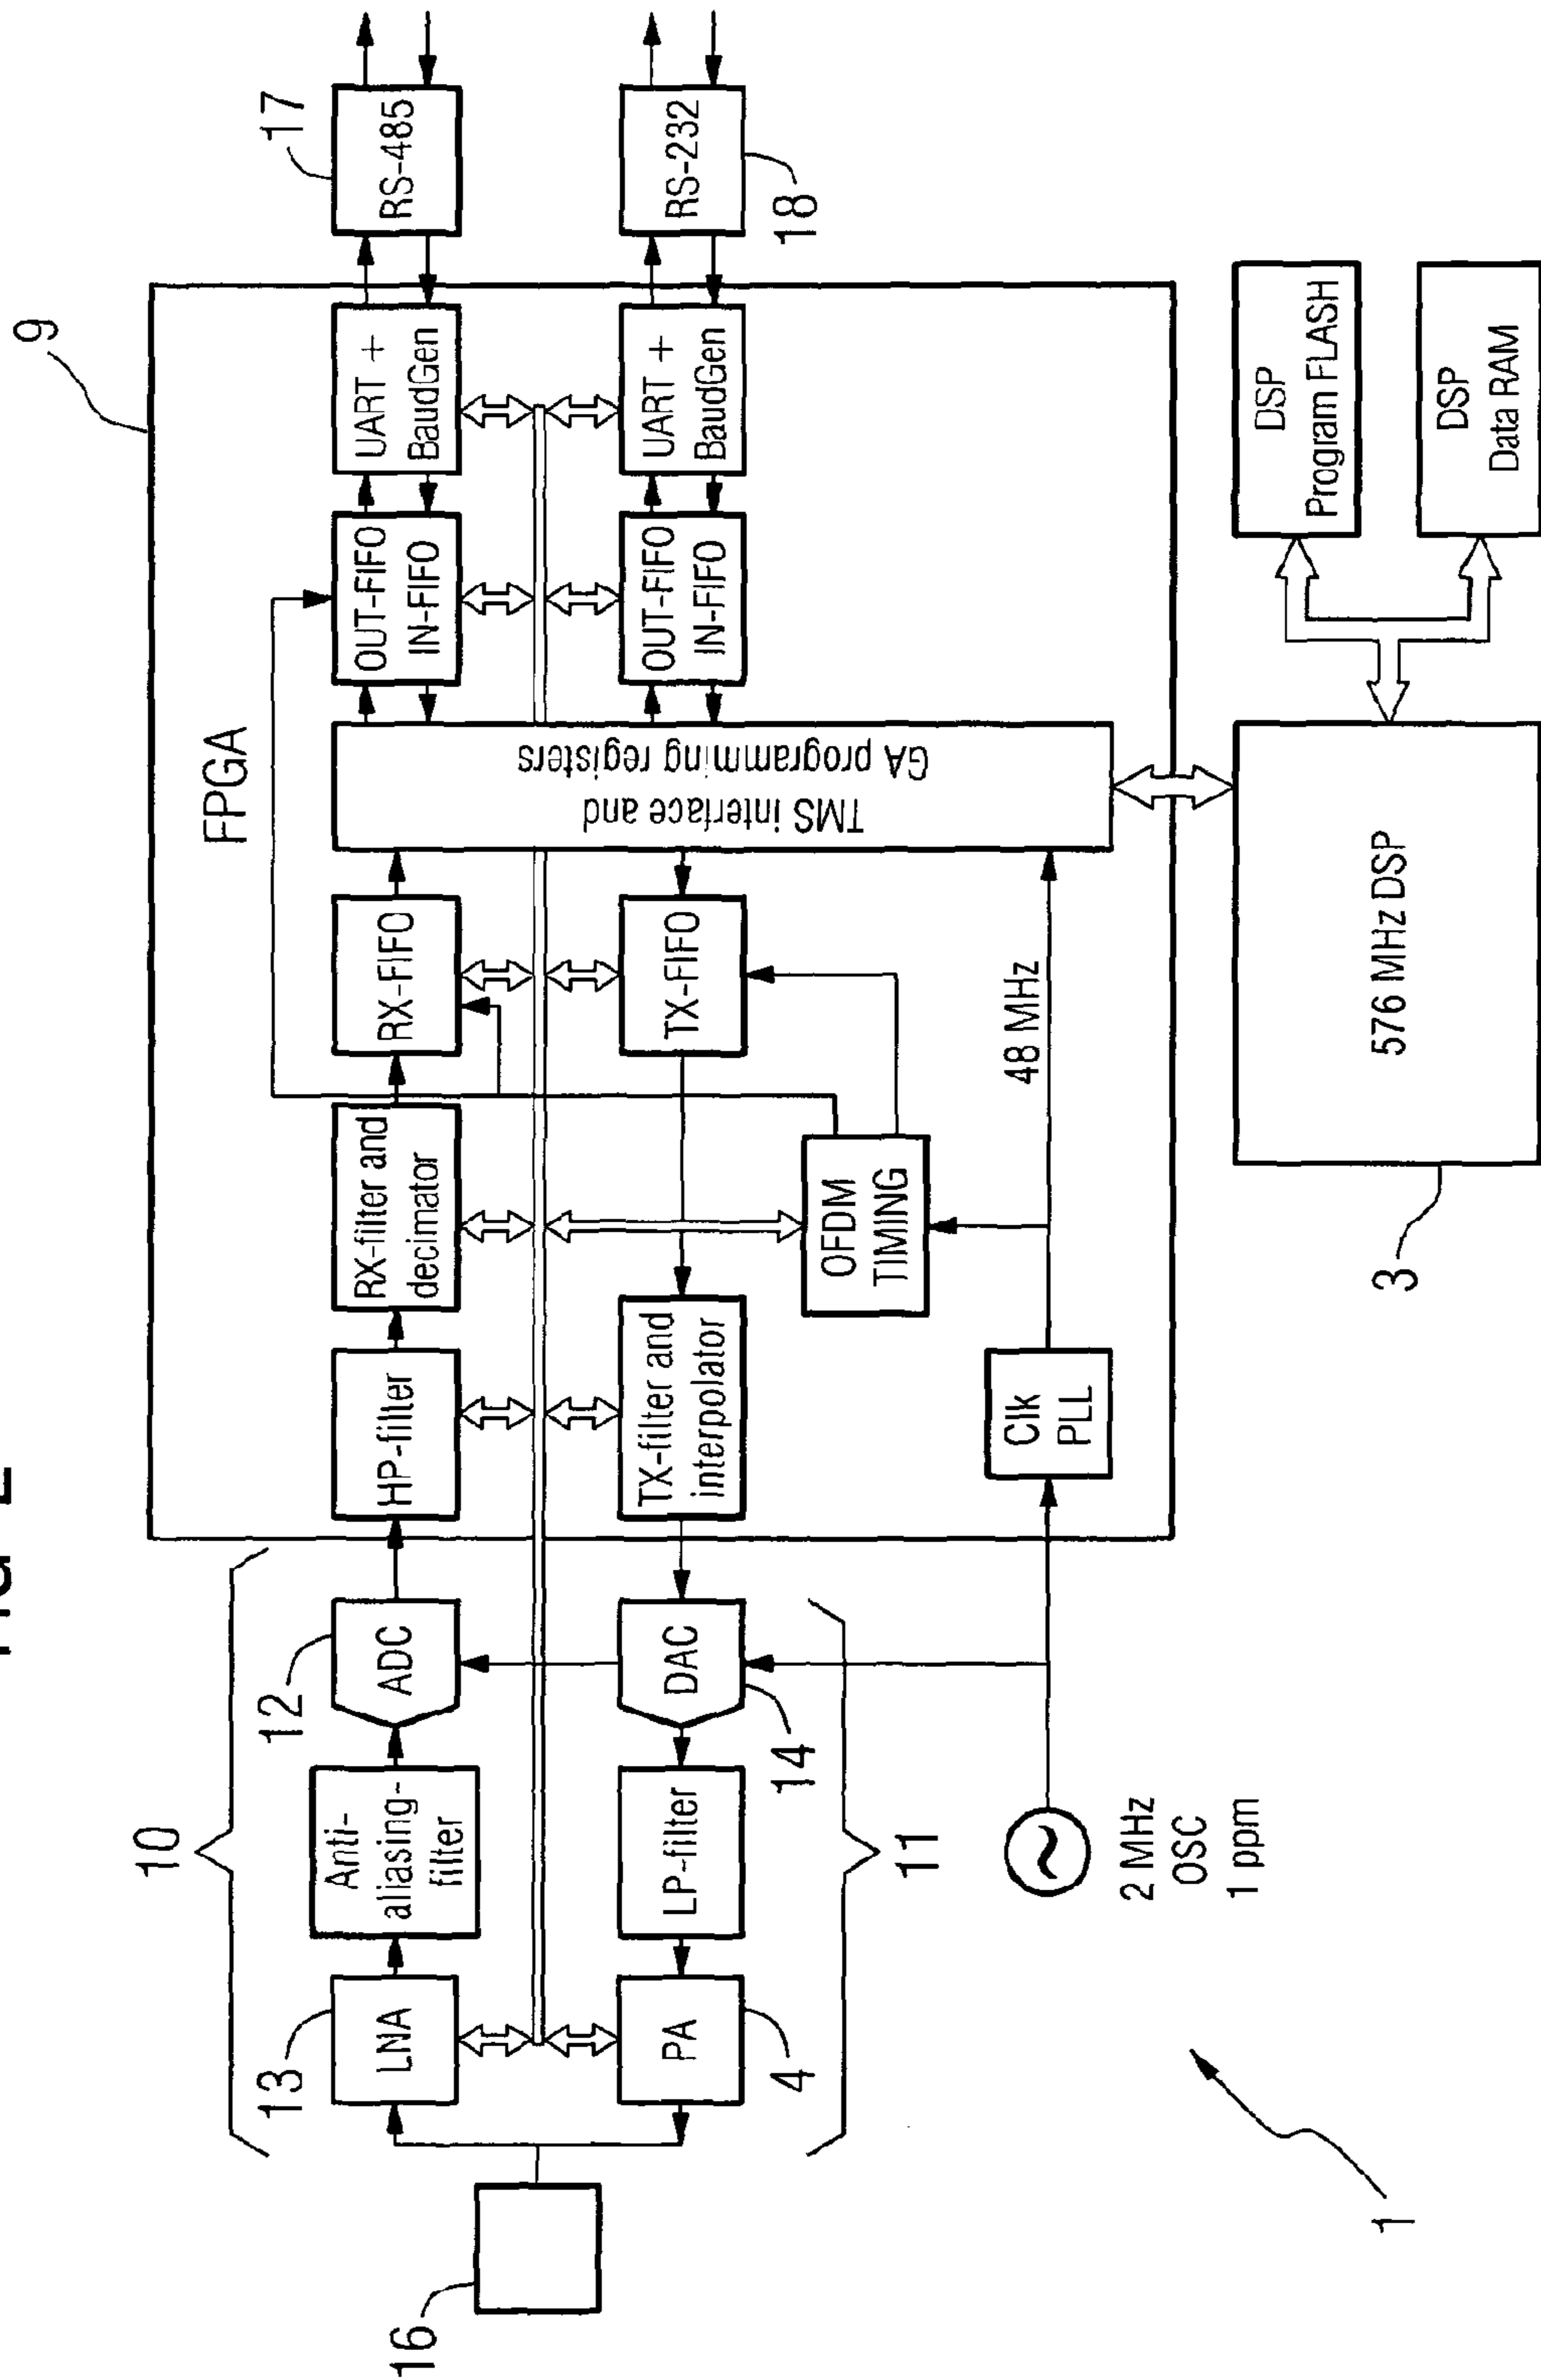 9
FPGA
10
12
13
16
17
LNA
Anti-
aliasing-
filter
ADC
HP-filter
RX-filter and
decimator
RX-FIFO
TMS interface and
GA programming registers
OUT-FIFO
IN-FIFO
UART +
BaudGen
RS-485
PA
LP-filter
DAC
TX-filter and
interpolator
TX-FIFO
OUT-FIFO
IN-FIFO
UART +
BaudGen
RS-232
4
14
18
11
OFDM
TIMING
Clk
PLL
48 MHz
2 MHz
OSC
1 ppm
576 MHz DSP
3
DSP
Program FLASH
DSP
Data RAM
1